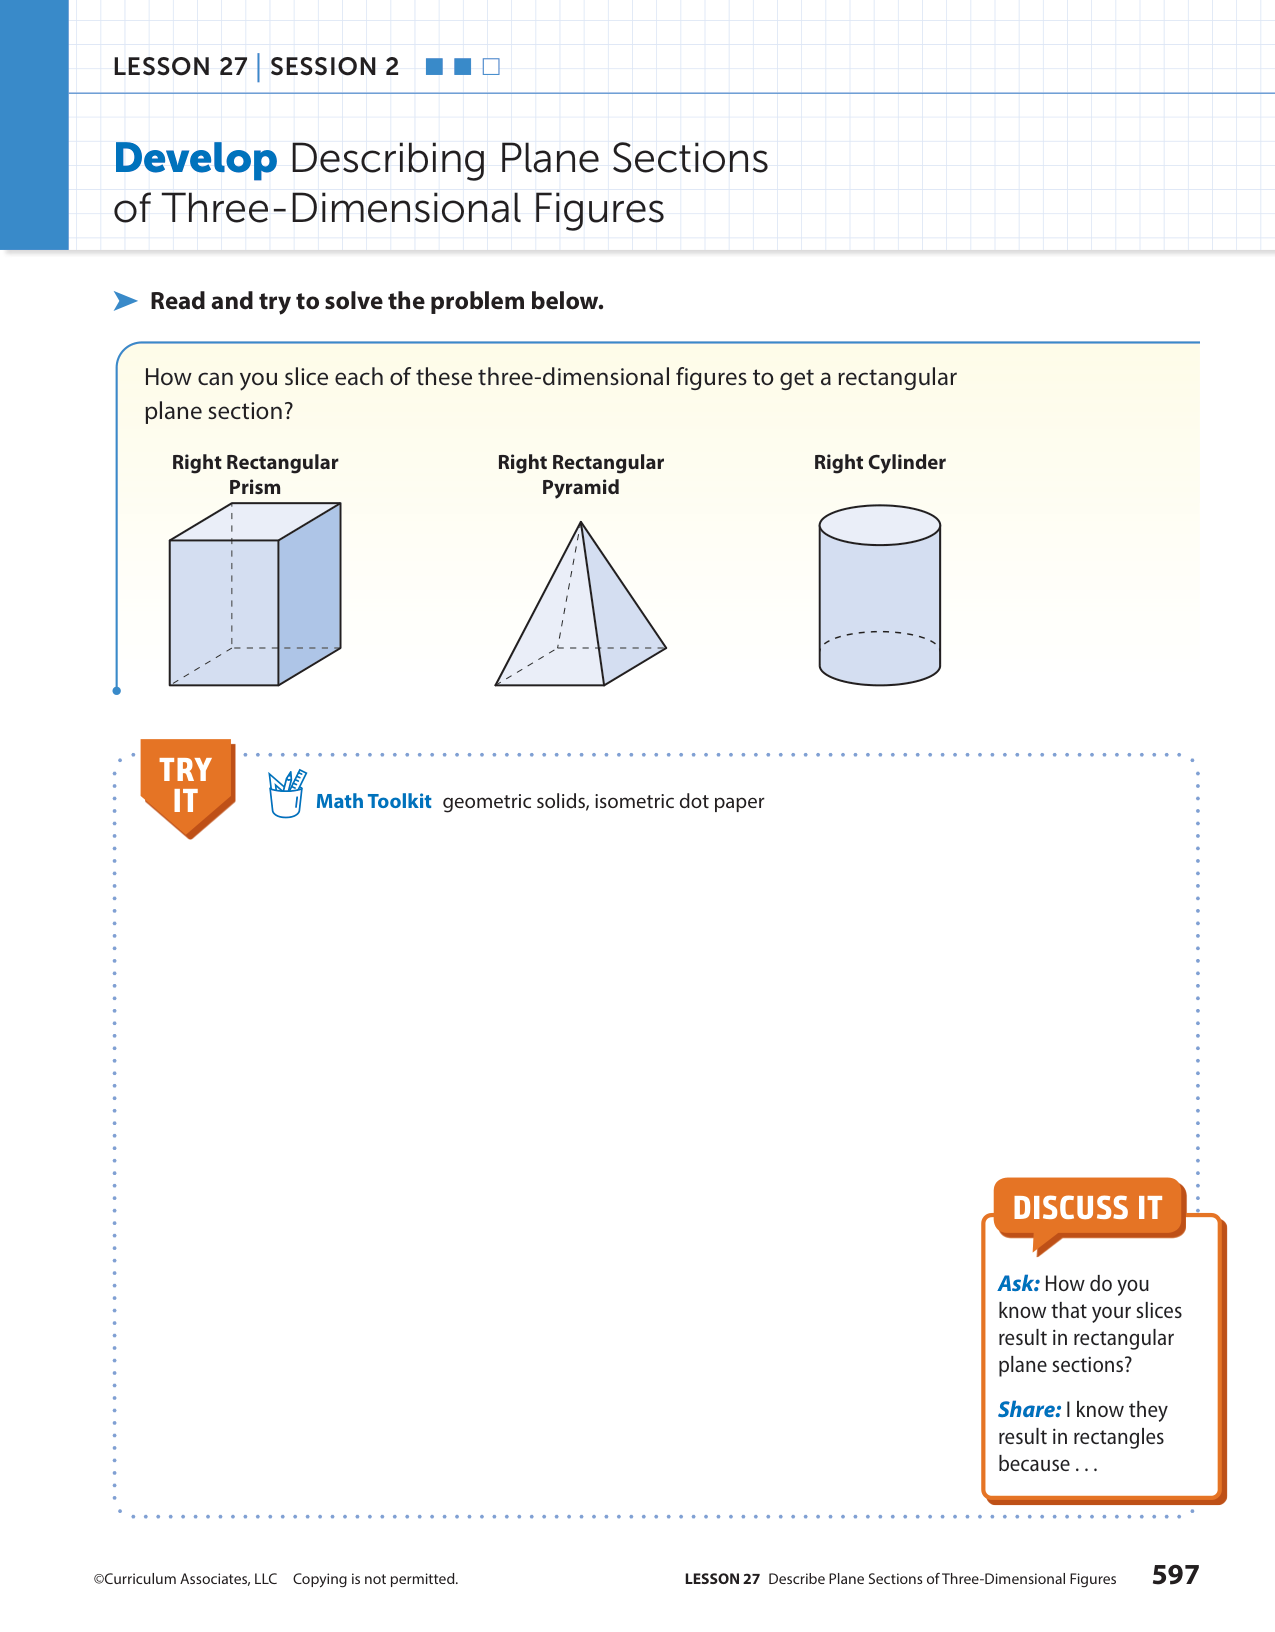 LESSON 27 | SESSION 2
Develop Describing Plane Sections
of Three-Dimensional Figures
Read and try to solve the problem below.
How can you slice each of these three-dimensional figures to get a rectangular
plane section?
Right Rectangular
Prism
Right Rectangular
Pyramid
Right Cylinder
TRY
IT
Math Toolkit geometric solids, isometric dot paper
DISCUSS IT
Ask: How do you
know that your slices
result in rectangular
plane sections?
Share: I know they
result in rectangles
because . . .
©Curriculum Associates, LLC Copying is not permitted.
LESSON 27 Describe Plane Sections of Three-Dimensional Figures 597